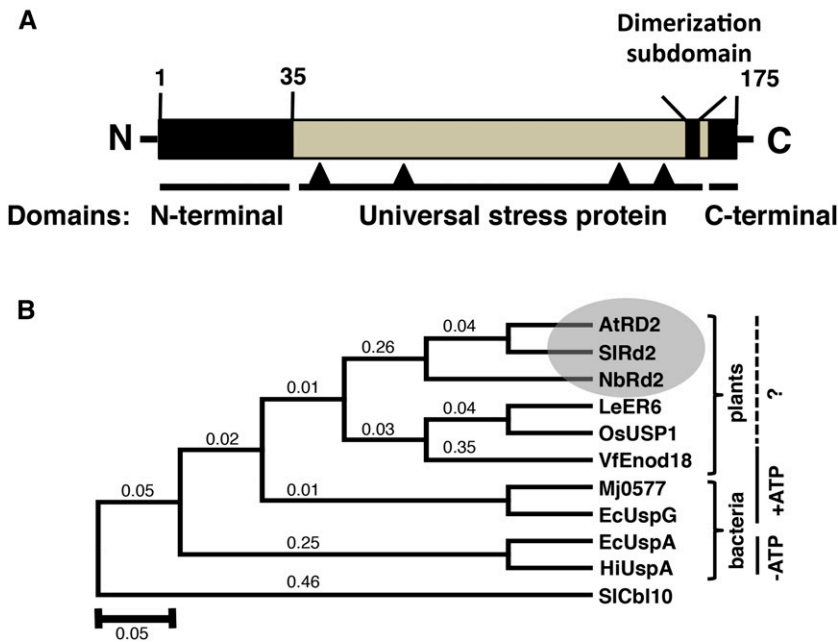 A
Dimerization
subdomain
1
35
175
N
C
Domains: N-terminal Universal stress protein C-terminal
B
0.04
AtRD2
0.26
SlRd2
NbRd2
0.01
0.04
LeER6
0.03
OsUSP1
0.02
0.35
VfEnod18
0.05
0.01
Mj0577
EcUspG
0.25
EcUspA
HiUspA
0.46
SlCbl10
plants
bacteria
?
+ATP
-ATP
0.05